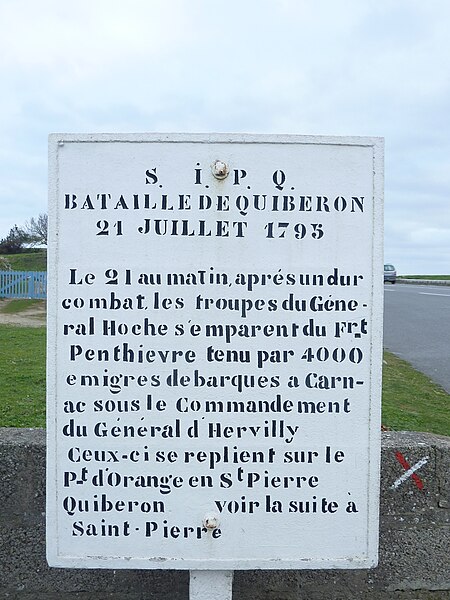 S. I. P. Q.
BATAILLE DE QUIBERON
21 JUILLET 1795
Le 21 au matin, aprés un dur
combat, les troupes du Géne-
ral Hoche s'emparent du Frt
Penthievre tenu par 4000
emigres debarques a Carn-
ac sous le Commandement
du Général d'Hervilly
Ceux-ci se replient sur le
Pt d'Orange en St Pierre
Quiberon voir la suite à
Saint-Pierre